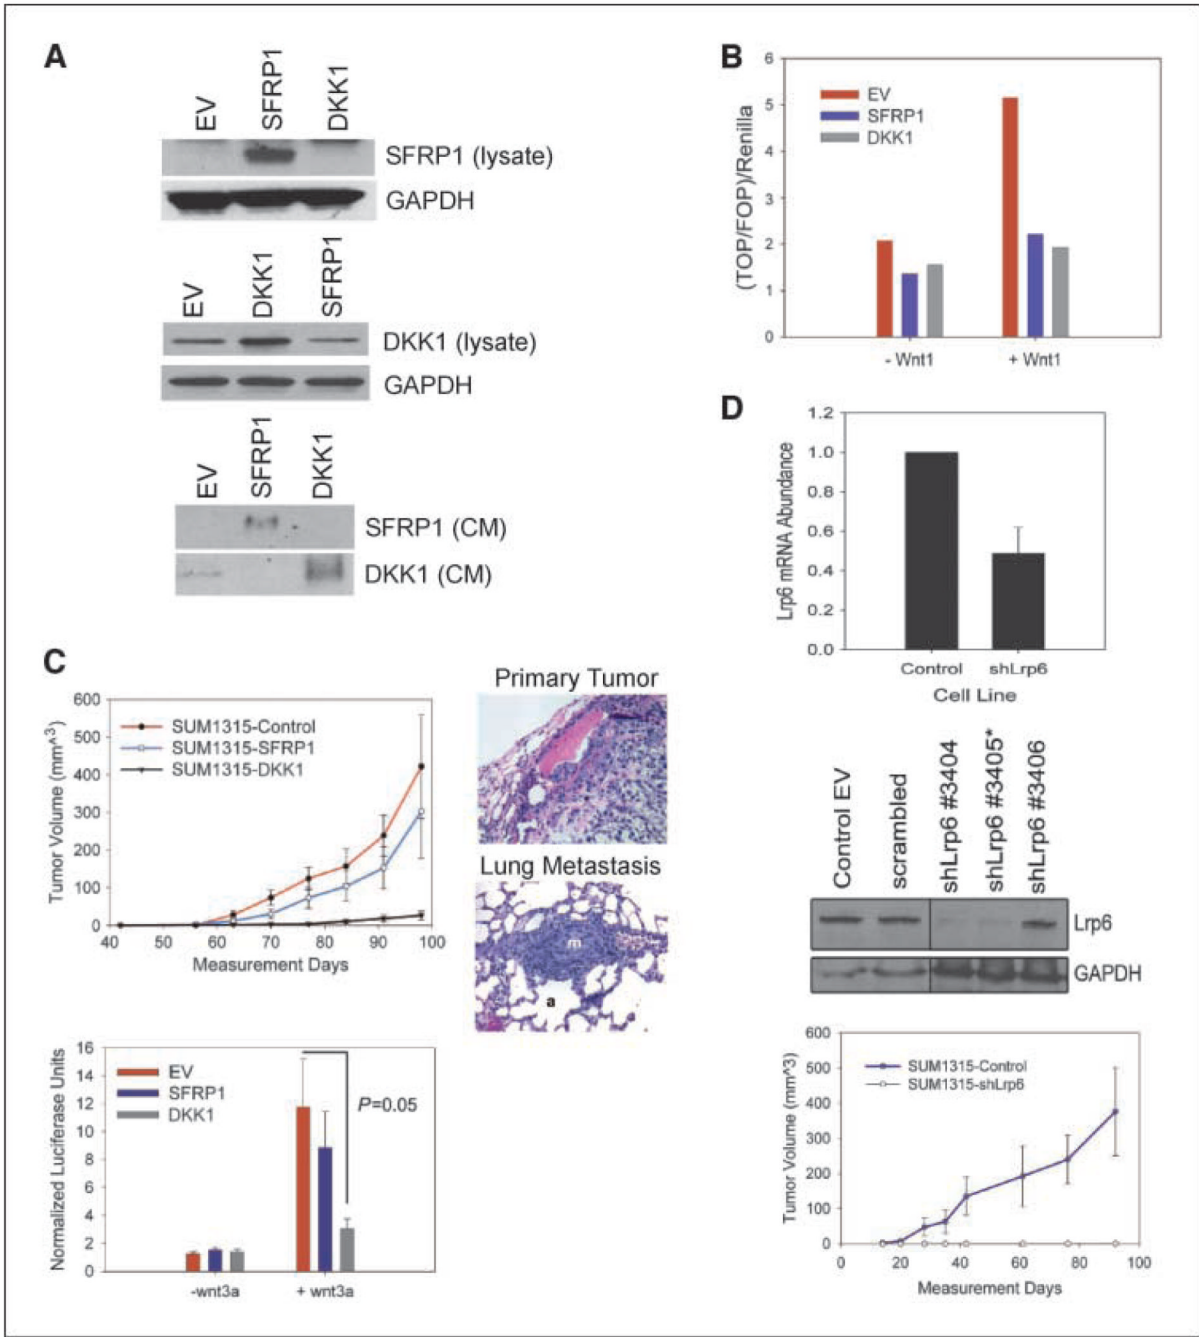 A
EV
SFRP1
DKK1
SFRP1 (lysate)
GAPDH
EV
DKK1
SFRP1
DKK1 (lysate)
GAPDH
EV
SFRP1
DKK1
SFRP1 (CM)
DKK1 (CM)
B
(TOP/FOP)/Renilla
6
5
4
3
2
1
0
EV
SFRP1
DKK1
- Wnt1
+ Wnt1
C
Tumor Volume (mm^3)
600
400
300
200
100
0
SUM1315-Control
SUM1315-SFRP1
SUM1315-DKK1
40 50 60 70 80 90 100
Measurement Days
Primary Tumor
Lung Metastasis
m
a
Normalized Luciferase Units
16
14
12
10
8
6
4
2
0
EV
SFRP1
DKK1
P=0.05
-wnt3a
+ wnt3a
D
Lrp6 mRNA Abundance
1.2
1.0
0.8
0.6
0.4
0.2
0.0
Control
shLrp6
Cell Line
Control EV
scrambled
shLrp6 #3404
shLrp6 #3405*
shLrp6 #3406
Lrp6
GAPDH
Tumor Volume (mm^3)
600
500
400
300
200
100
0
SUM1315-Control
SUM1315-shLrp6
0 20 40 60 80 100
Measurement Days